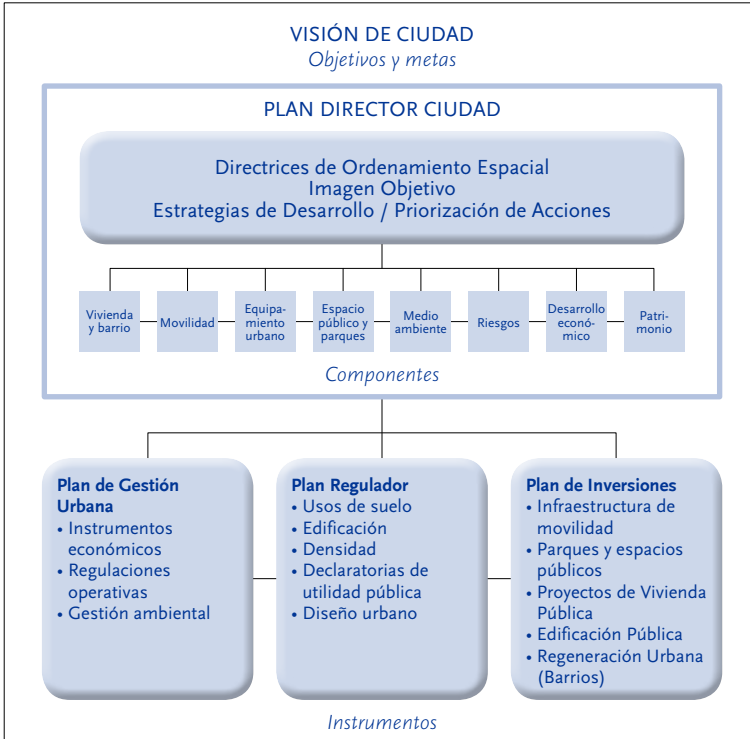 VISIÓN DE CIUDAD
Objetivos y metas
PLAN DIRECTOR CIUDAD
Directrices de Ordenamiento Espacial
Imagen Objetivo
Estrategias de Desarrollo / Priorización de Acciones
Vivienda
y barrio
Movilidad
Equipa-
miento
urbano
Espacio
público y
parques
Medio
ambiente
Riesgos
Desarrollo
econó-
mico
Patri-
monio
Componentes
Plan de Gestión
Urbana
• Instrumentos
económicos
• Regulaciones
operativas
• Gestión ambiental
Plan Regulador
• Usos de suelo
• Edificación
• Densidad
• Declaratorias de
utilidad pública
• Diseño urbano
Plan de Inversiones
• Infraestructura de
movilidad
• Parques y espacios
públicos
• Proyectos de Vivienda
Pública
• Edificación Pública
• Regeneración Urbana
(Barrios)
Instrumentos